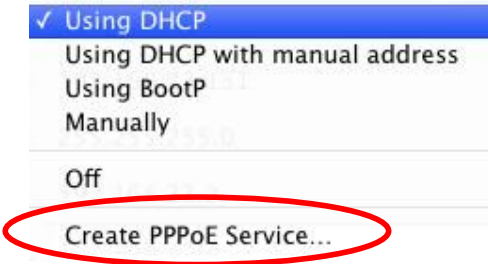 ✓ Using DHCP
Using DHCP with manual address
Using BootP
Manually
Off
Create PPPoE Service...